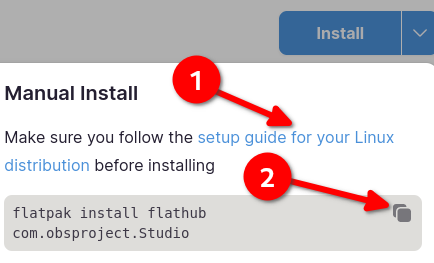 Install
1
Manual Install
Make sure you follow the setup guide for your Linux
distribution before installing
2
flatpak install flathub
com.obsproject.Studio